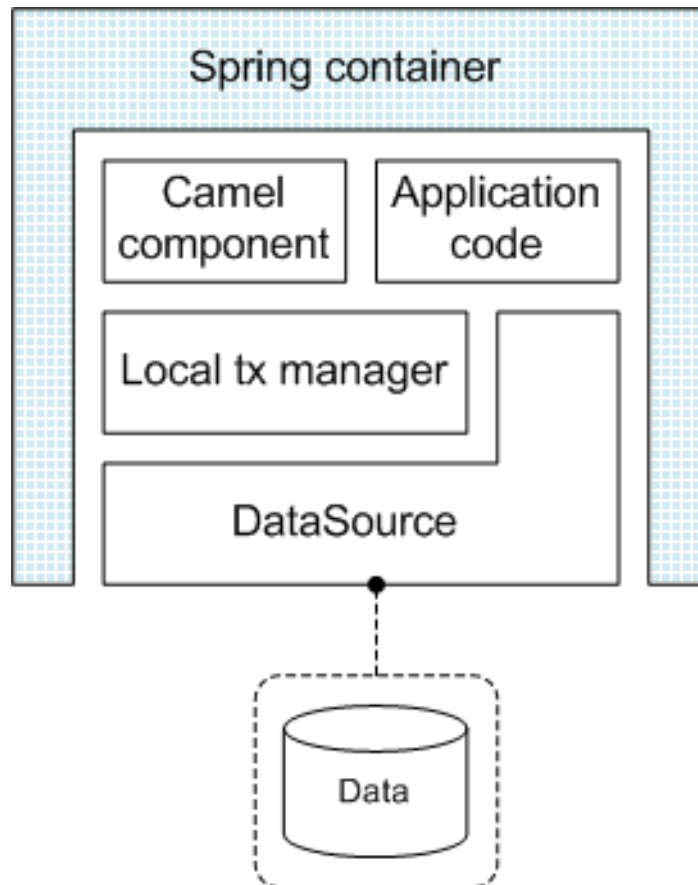 Spring container
Camel
component
Application
code
Local tx manager
DataSource
Data